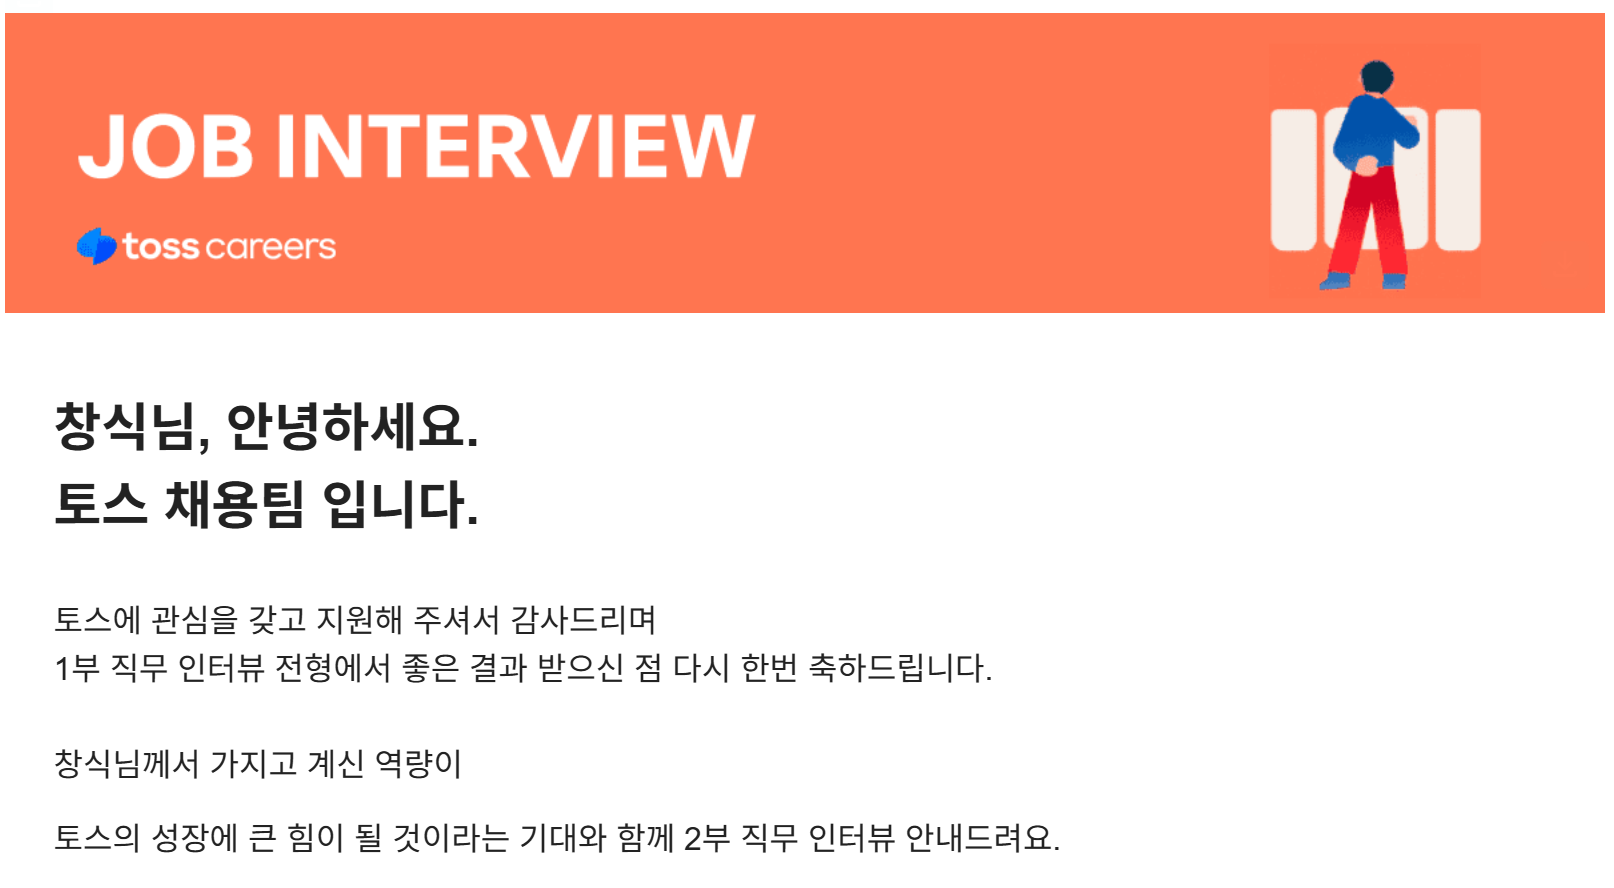 JOB INTERVIEW
toss careers
창식님, 안녕하세요.
토스 채용팀 입니다.
토스에 관심을 갖고 지원해 주셔서 감사드리며
1부 직무 인터뷰 전형에서 좋은 결과 받으신 점 다시 한번 축하드립니다.
창식님께서 가지고 계신 역량이
토스의 성장에 큰 힘이 될 것이라는 기대와 함께 2부 직무 인터뷰 안내드려요.